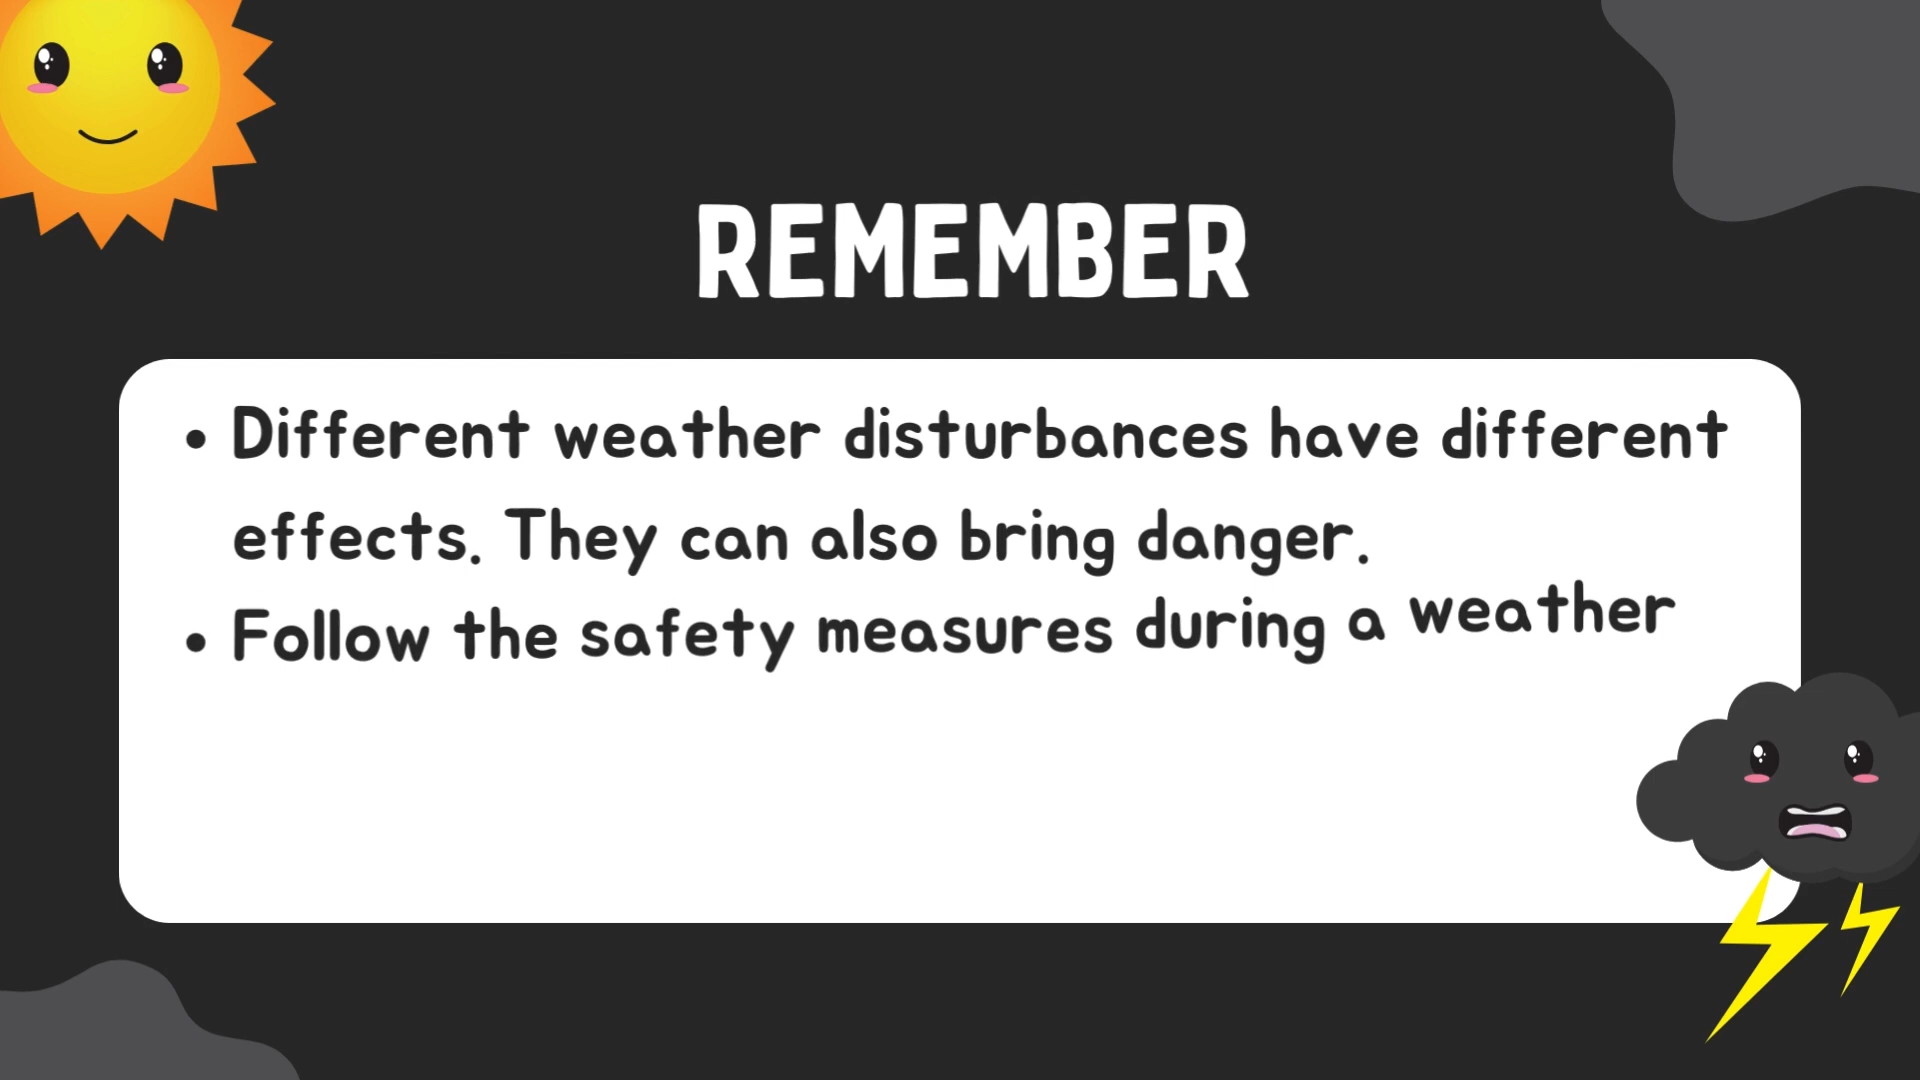 REMEMBER
• Different weather disturbances have different
effects. They can also bring danger.
• Follow the safety measures during a weather